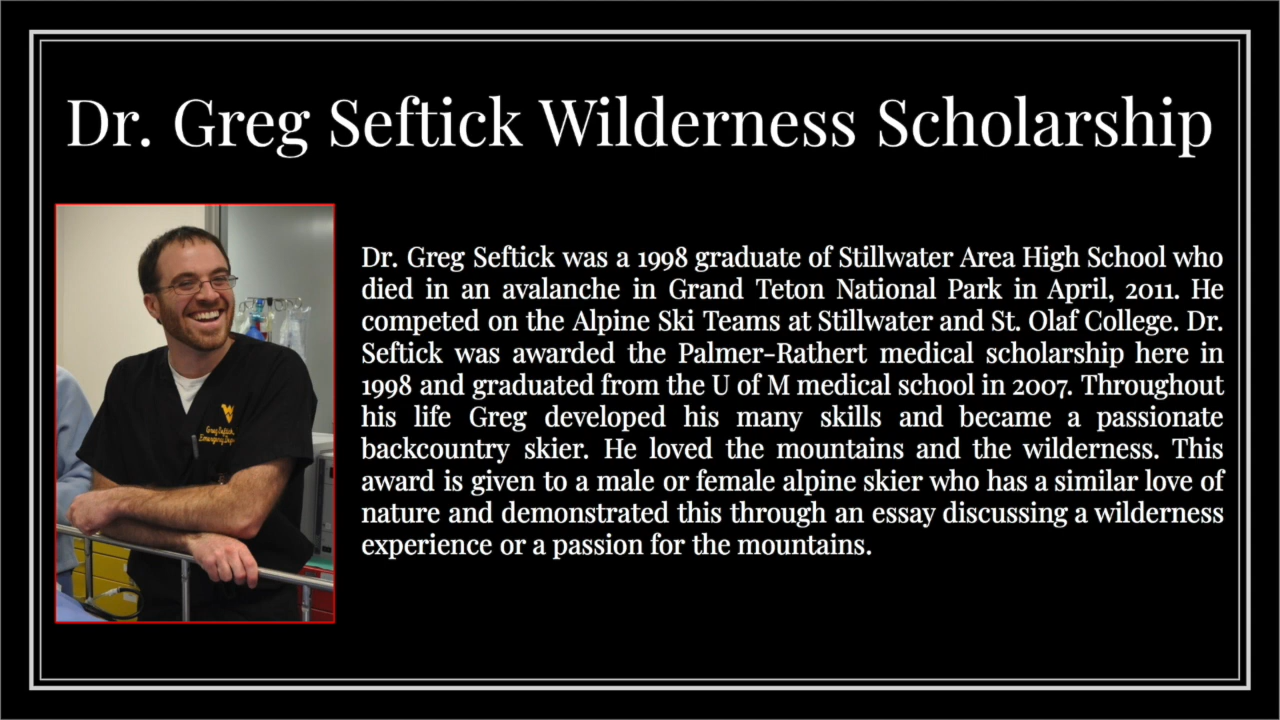 Dr. Greg Seftick Wilderness Scholarship
Dr. Greg Seftick was a 1998 graduate of Stillwater Area High School who
died in an avalanche in Grand Teton National Park in April, 2011. He
competed on the Alpine Ski Teams at Stillwater and St. Olaf College. Dr.
Seftick was awarded the Palmer-Rathert medical scholarship here in
1998 and graduated from the U of M medical school in 2007. Throughout
his life Greg developed his many skills and became a passionate
backcountry skier. He loved the mountains and the wilderness. This
award is given to a male or female alpine skier who has a similar love of
nature and demonstrated this through an essay discussing a wilderness
experience or a passion for the mountains.
Greg Seftick,
Emergency